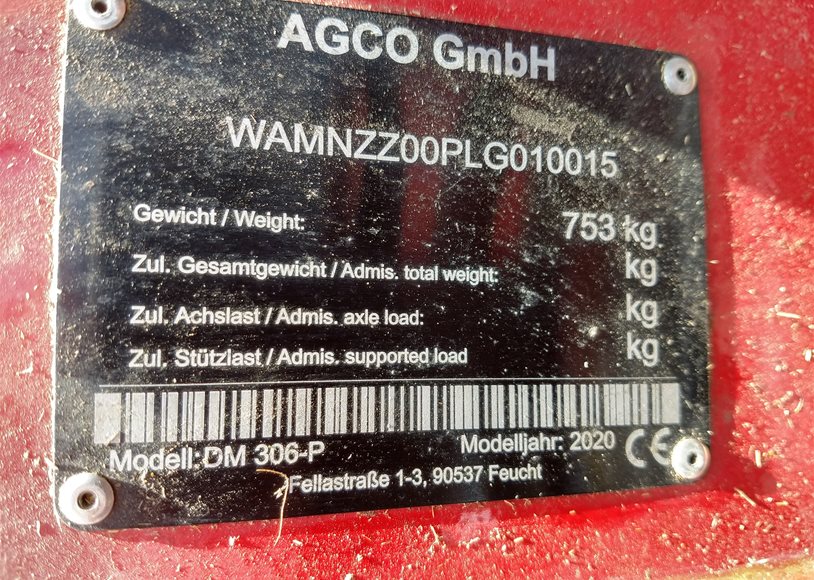 AGCO GmbH
WAMNZZ00PLG010015
Gewicht / Weight: 753 kg
Zul. Gesamtgewicht / Admis. total weight: kg
Zul. Achslast / Admis. axle load: kg
Zul. Stützlast / Admis. supported load kg
Modell: DM 306-P Modelljahr: 2020 CE
Fellastraße 1-3, 90537 Feucht